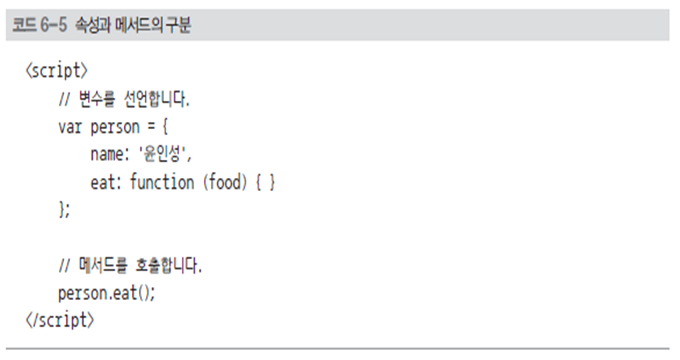 코드 6-5 속성과 메서드의 구분
<script>
// 변수를 선언합니다.
var person = {
name: '윤인성',
eat: function (food) { }
};
// 메서드를 호출합니다.
person.eat();
</script>